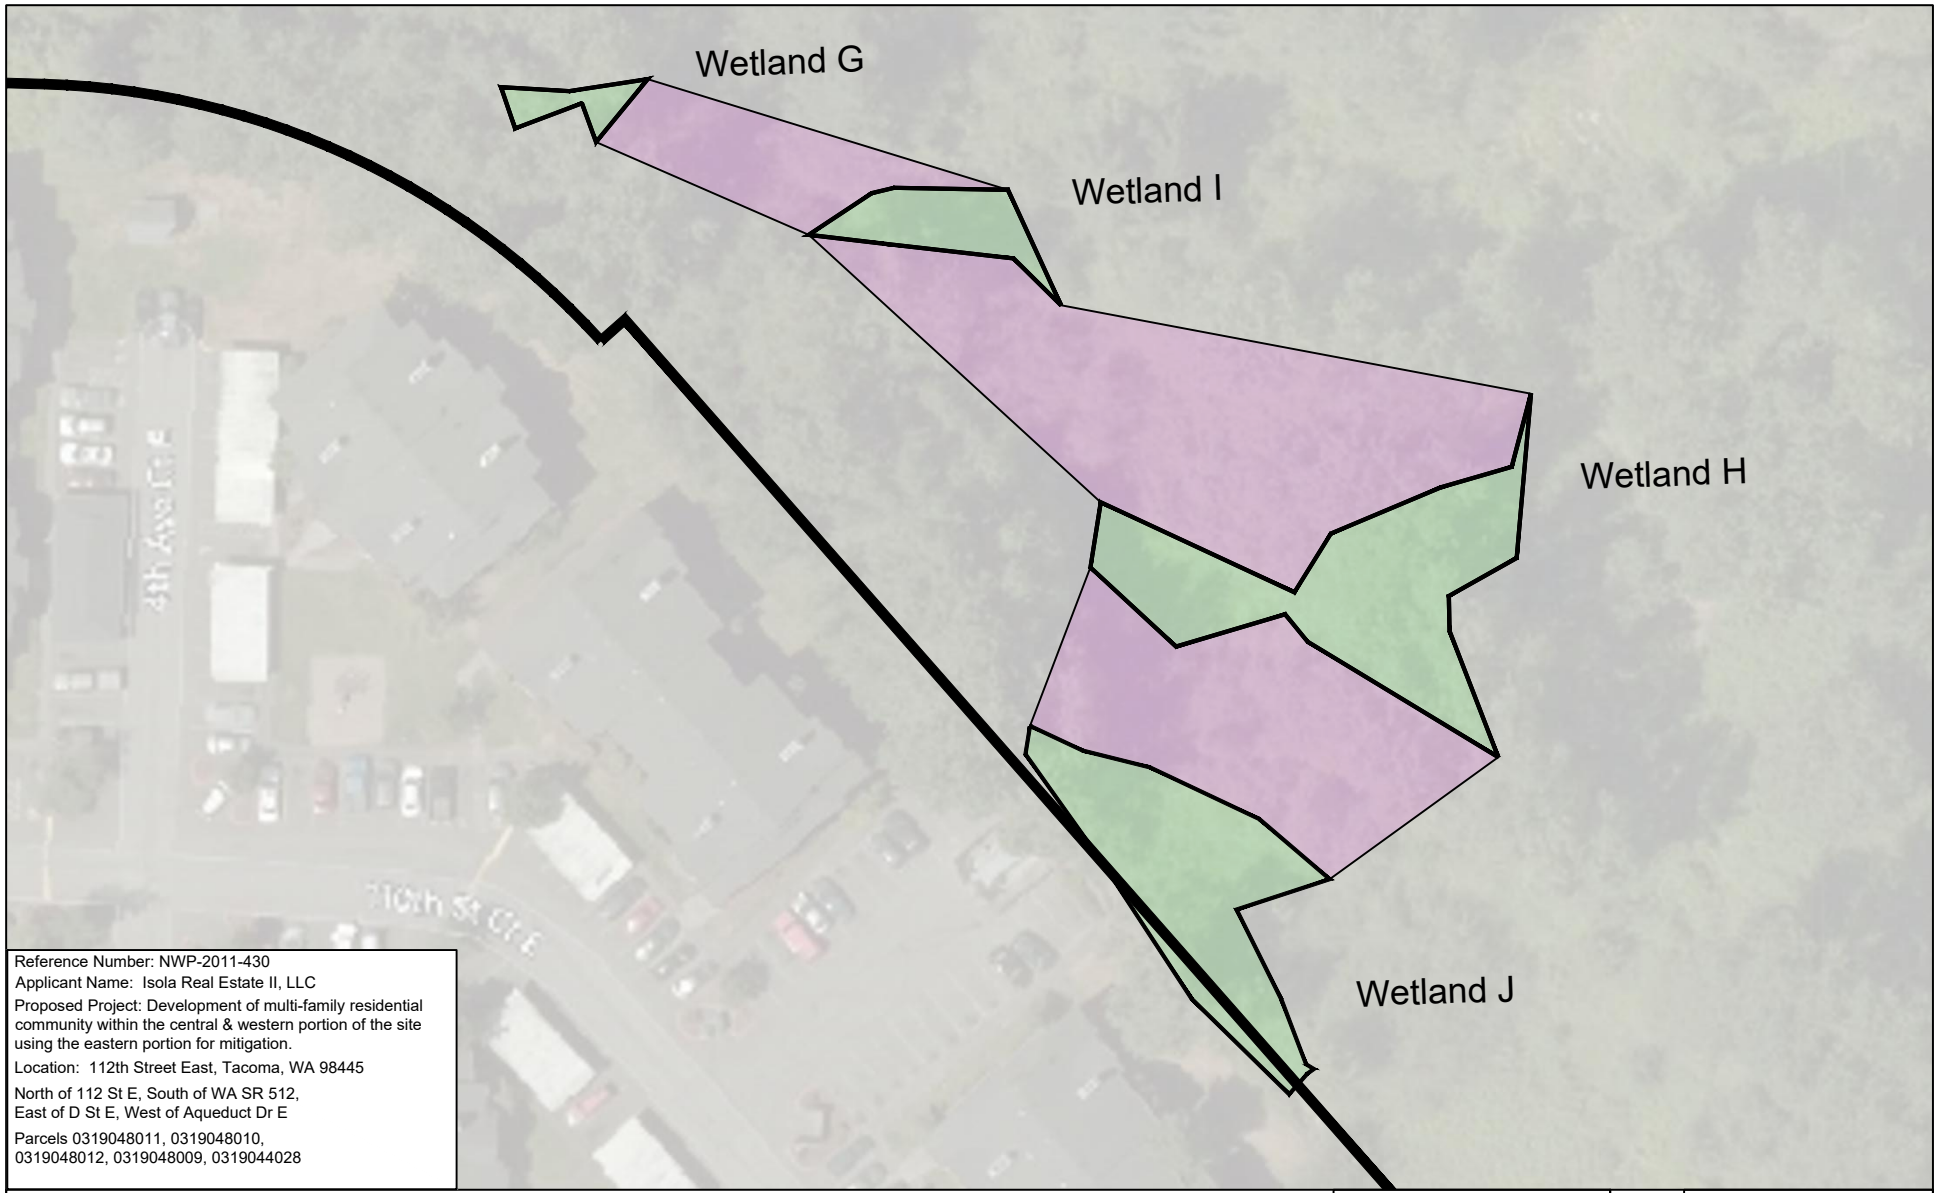 Wetland G
Wetland I
Wetland H
4th Ave Ct E
110th St Ct E
Wetland J
Reference Number: NWP-2011-430
Applicant Name: Isola Real Estate II, LLC
Proposed Project: Development of multi-family residential
community within the central & western portion of the site
using the eastern portion for mitigation.
Location: 112th Street East, Tacoma, WA 98445
North of 112 St E, South of WA SR 512,
East of D St E, West of Aqueduct Dr E
Parcels 0319048011, 0319048010,
0319048012, 0319048009, 0319044028